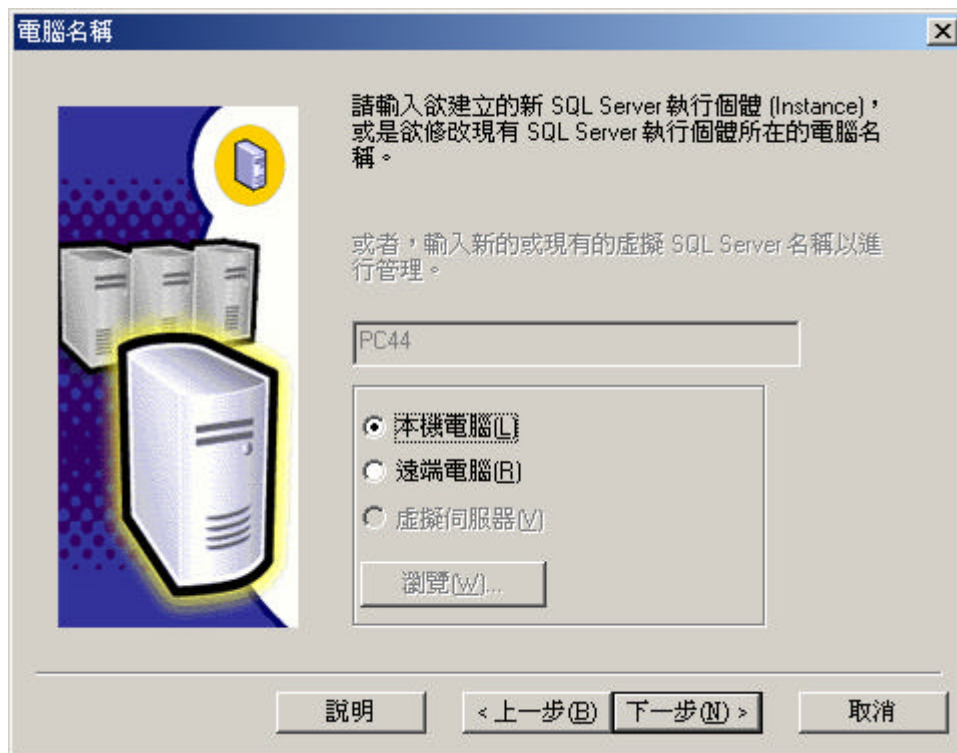 電腦名稱
請輸入欲建立的新 SQL Server 執行個體 (Instance)，
或是欲修改現有 SQL Server 執行個體所在的電腦名
稱。
或者，輸入新的或現有的虛擬 SQL Server 名稱以進
行管理。
PC44
本機電腦(L)
遠端電腦(R)
虛擬伺服器(V)
瀏覽(W)...
說明
< 上一步(B)
下一步(N) >
取消